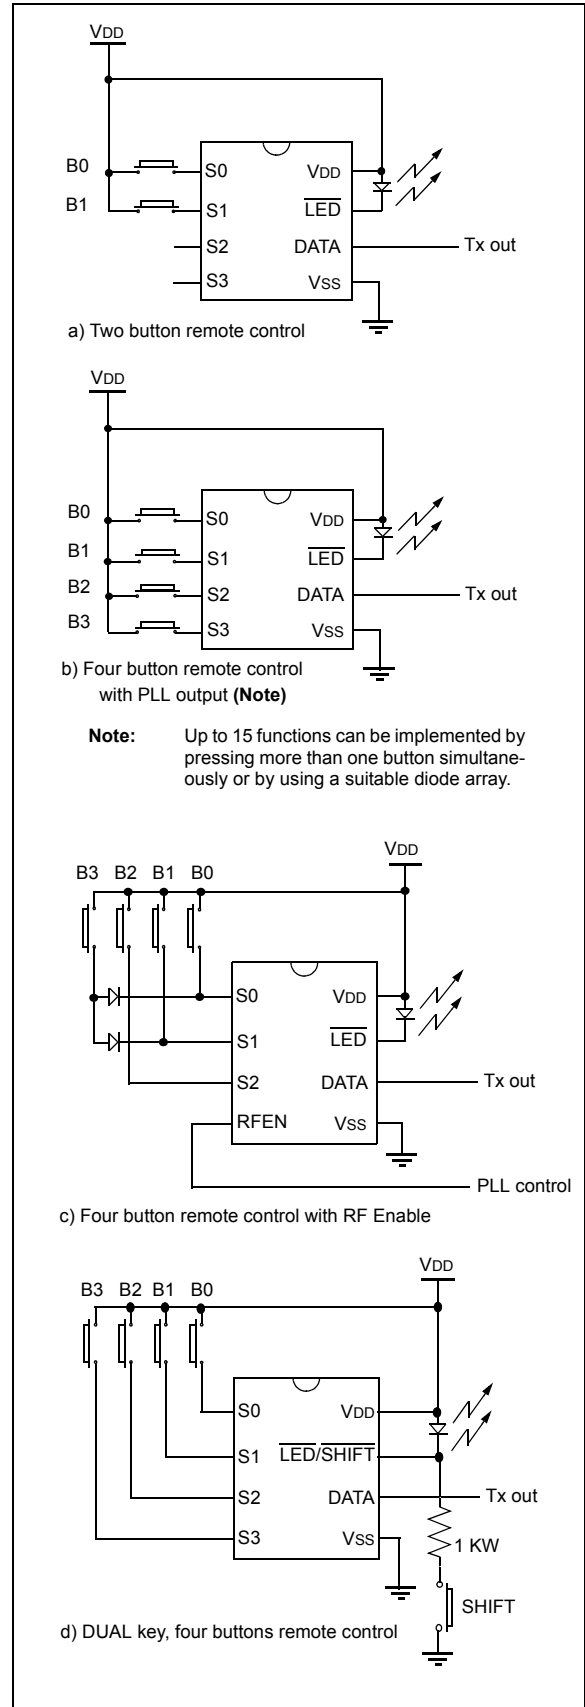 VDD
B0
S0
VDD
B1
S1
LED
S2
DATA
Tx out
S3
VSS
a) Two button remote control
VDD
B0
S0
VDD
B1
S1
LED
B2
S2
DATA
Tx out
B3
S3
VSS
b) Four button remote control
with PLL output (Note)
Note: Up to 15 functions can be implemented by
pressing more than one button simultane-
ously or by using a suitable diode array.
VDD
B3 B2 B1 B0
S0
VDD
S1
LED
S2
DATA
Tx out
RFEN
VSS
PLL control
c) Four button remote control with RF Enable
VDD
B3 B2 B1 B0
S0
VDD
S1
LED/SHIFT
S2
DATA
Tx out
S3
VSS
1 KW
SHIFT
d) DUAL key, four buttons remote control